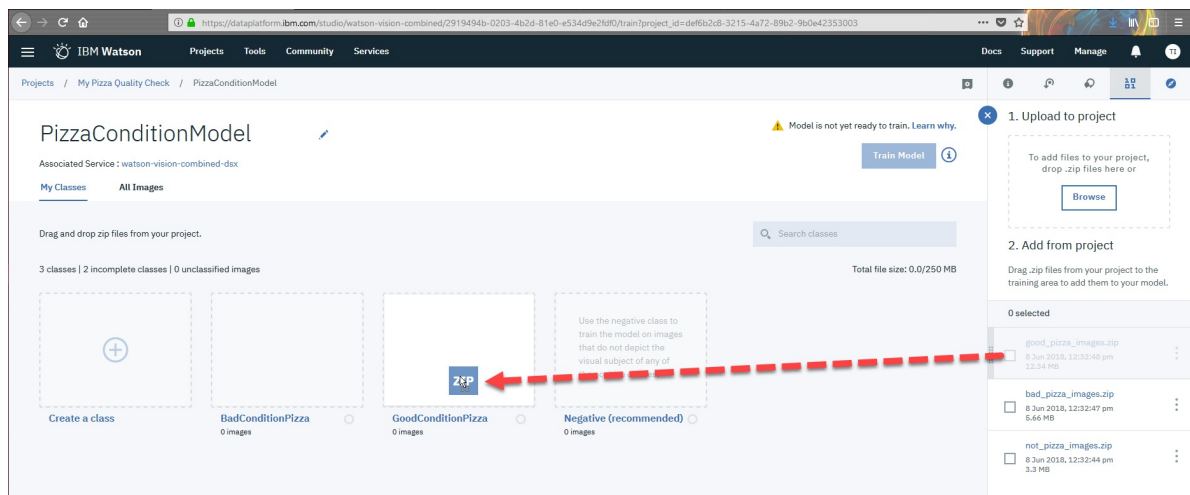 https://dataplatform.ibm.com/studio/watson-vision-combined/2919494b-0203-4b2d-81e0-e534d9e2fdf0/train?project_id=def6b2c8-3215-4a72-89b2-9b0e42353003
IBM Watson Projects Tools Community Services Docs Support Manage TI
Projects / My Pizza Quality Check / PizzaConditionModel
PizzaConditionModel
Model is not yet ready to train. Learn why.
Associated Service : watson-vision-combined-dsx
Train Model
My Classes All Images
Drag and drop zip files from your project.
Search classes
3 classes | 2 incomplete classes | 0 unclassified images
Total file size: 0.0/250 MB
Use the negative class to
train the model on images
that do not depict the
visual subject of any of
ZIP
Create a class
BadConditionPizza
0 images
GoodConditionPizza
0 images
Negative (recommended)
0 images
1. Upload to project
To add files to your project,
drop .zip files here or
Browse
2. Add from project
Drag .zip files from your project to the
training area to add them to your model.
0 selected
good_pizza_images.zip
8 Jun 2018, 12:32:48 pm
12.34 MB
bad_pizza_images.zip
8 Jun 2018, 12:32:47 pm
5.66 MB
not_pizza_images.zip
8 Jun 2018, 12:32:44 pm
3.3 MB